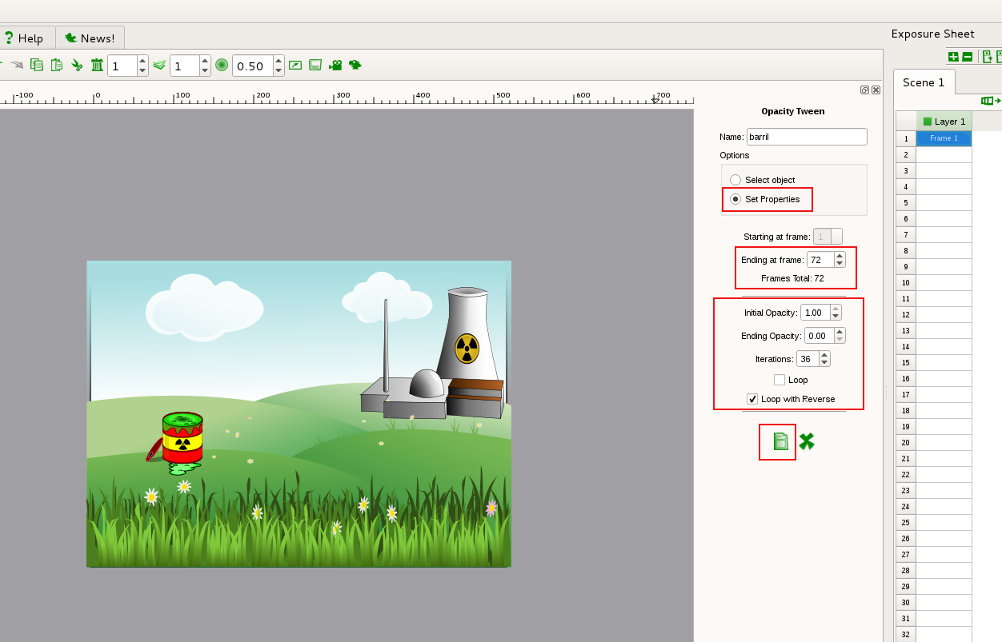 Help
News!
Exposure Sheet
1
1
0.50
Scene 1
-100
0
100
200
300
400
500
600
700
Opacity Tween
Layer 1
Name: barril
1 Frame 1
Options
2
3
Select object
4
Set Properties
5
6
Starting at frame: 1
7
8
Ending at frame: 72
9
Frames Total: 72
10
11
Initial Opacity: 1.00
12
13
Ending Opacity: 0.00
14
Iterations: 36
15
Loop
16
Loop with Reverse
17
18
19
20
21
22
23
24
25
26
27
28
29
30
31
32